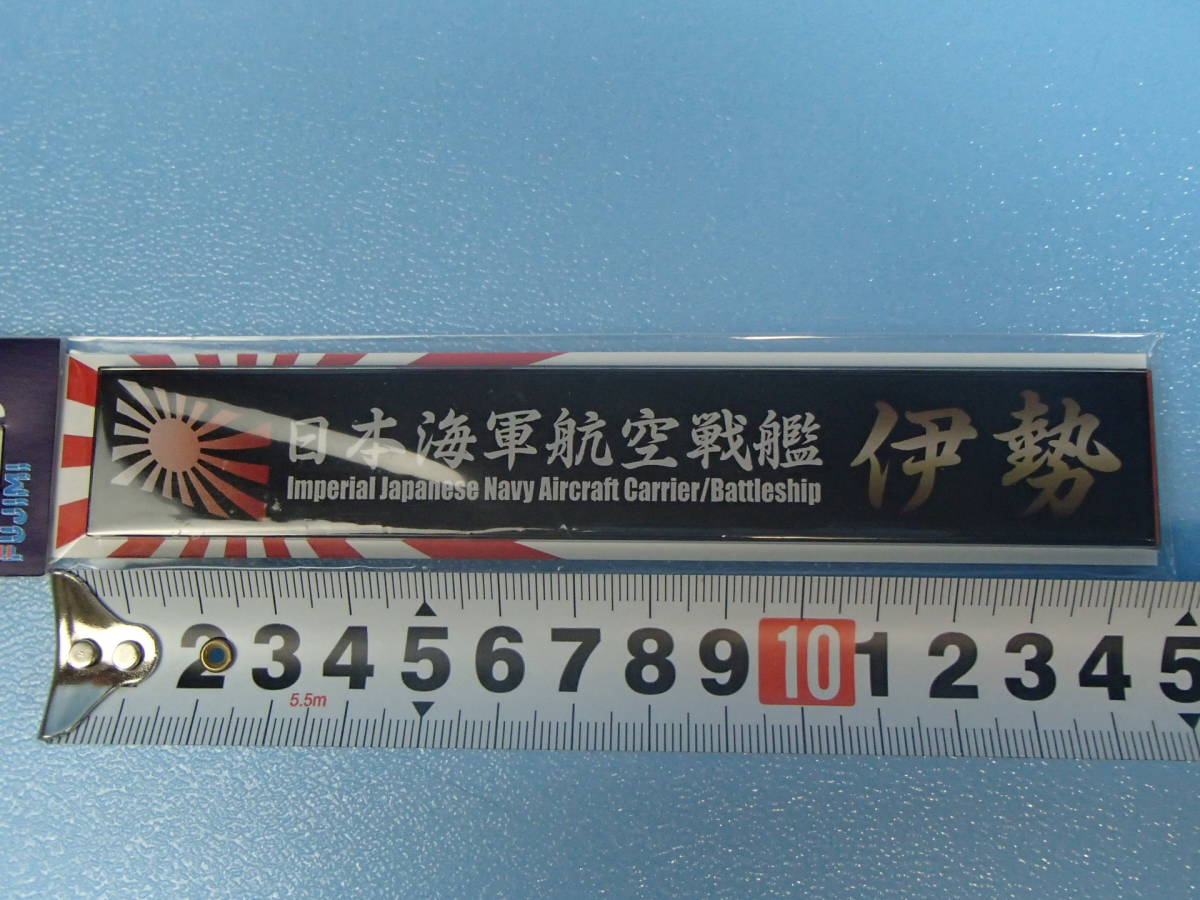 日本海軍航空戦艦 伊勢
Imperial Japanese Navy Aircraft Carrier/Battleship
FUJIMI
2 3 4 5 6 7 8 9 10 1 2 3 4 5
5.5m